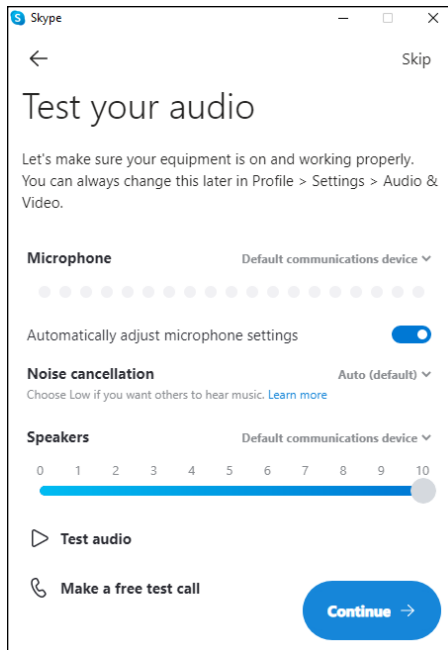 Skype
Skip
Test your audio
Let's make sure your equipment is on and working properly.
You can always change this later in Profile > Settings > Audio &
Video.
Microphone Default communications device
Automatically adjust microphone settings
Noise cancellation Auto (default)
Choose Low if you want others to hear music. Learn more
Speakers Default communications device
0 1 2 3 4 5 6 7 8 9 10
Test audio
Make a free test call
Continue